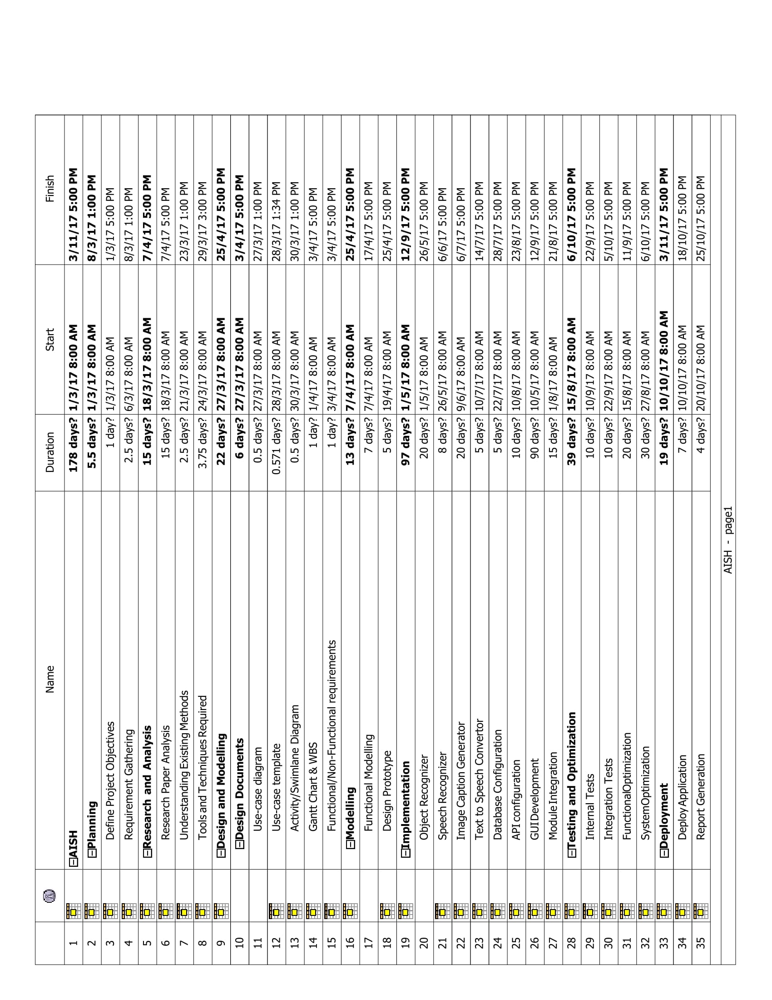 Name Duration Start Finish
1 AISH 178 days? 1/3/17 8:00 AM 3/11/17 5:00 PM
2 Planning 5.5 days? 1/3/17 8:00 AM 8/3/17 1:00 PM
3 Define Project Objectives 1 day? 1/3/17 8:00 AM 1/3/17 5:00 PM
4 Requirement Gathering 2.5 days? 6/3/17 8:00 AM 8/3/17 1:00 PM
5 Research and Analysis 15 days? 18/3/17 8:00 AM 7/4/17 5:00 PM
6 Research Paper Analysis 15 days? 18/3/17 8:00 AM 7/4/17 5:00 PM
7 Understanding Existing Methods 2.5 days? 21/3/17 8:00 AM 23/3/17 1:00 PM
8 Tools and Techniques Required 3.75 days? 24/3/17 8:00 AM 29/3/17 3:00 PM
9 Design and Modelling 22 days? 27/3/17 8:00 AM 25/4/17 5:00 PM
10 Design Documents 6 days? 27/3/17 8:00 AM 3/4/17 5:00 PM
11 Use-case diagram 0.5 days? 27/3/17 8:00 AM 27/3/17 1:00 PM
12 Use-case template 0.571 days? 28/3/17 8:00 AM 28/3/17 1:34 PM
13 Activity/Swimlane Diagram 0.5 days? 30/3/17 8:00 AM 30/3/17 1:00 PM
14 Gantt Chart & WBS 1 day? 1/4/17 8:00 AM 3/4/17 5:00 PM
15 Functional/Non-Functional requirements 1 day? 3/4/17 8:00 AM 3/4/17 5:00 PM
16 Modelling 13 days? 7/4/17 8:00 AM 25/4/17 5:00 PM
17 Functional Modelling 7 days? 7/4/17 8:00 AM 17/4/17 5:00 PM
18 Design Prototype 5 days? 19/4/17 8:00 AM 25/4/17 5:00 PM
19 Implementation 97 days? 1/5/17 8:00 AM 12/9/17 5:00 PM
20 Object Recognizer 20 days? 1/5/17 8:00 AM 26/5/17 5:00 PM
21 Speech Recognizer 8 days? 26/5/17 8:00 AM 6/6/17 5:00 PM
22 Image Caption Generator 20 days? 9/6/17 8:00 AM 6/7/17 5:00 PM
23 Text to Speech Convertor 5 days? 10/7/17 8:00 AM 14/7/17 5:00 PM
24 Database Configuration 5 days? 22/7/17 8:00 AM 28/7/17 5:00 PM
25 API configuration 10 days? 10/8/17 8:00 AM 23/8/17 5:00 PM
26 GUI Development 90 days? 10/5/17 8:00 AM 12/9/17 5:00 PM
27 Module Integration 15 days? 1/8/17 8:00 AM 21/8/17 5:00 PM
28 Testing and Optimization 39 days? 15/8/17 8:00 AM 6/10/17 5:00 PM
29 Internal Tests 10 days? 10/9/17 8:00 AM 22/9/17 5:00 PM
30 Integration Tests 10 days? 22/9/17 8:00 AM 5/10/17 5:00 PM
31 FunctionalOptimization 20 days? 15/8/17 8:00 AM 11/9/17 5:00 PM
32 SystemOptimization 30 days? 27/8/17 8:00 AM 6/10/17 5:00 PM
33 Deployment 19 days? 10/10/17 8:00 AM 3/11/17 5:00 PM
34 Deploy Application 7 days? 10/10/17 8:00 AM 18/10/17 5:00 PM
35 Report Generation 4 days? 20/10/17 8:00 AM 25/10/17 5:00 PM
AISH - page1